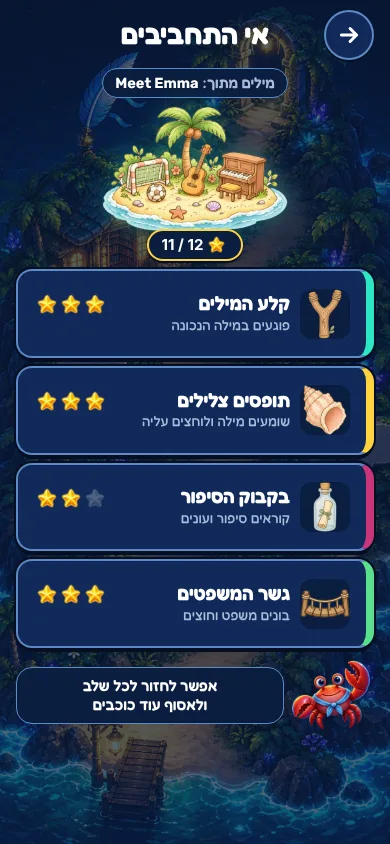 אי התחביבים
מילים מתוך: Meet Emma
11 / 12
קלע המילים
פוגעים במילה הנכונה
תופסים צלילים
שומעים מילה ולוחצים עליה
בקבוק הסיפור
קוראים סיפור ועונים
גשר המשפטים
בונים משפט וחוצים
אפשר לחזור לכל שלב
ולאסוף עוד כוכבים